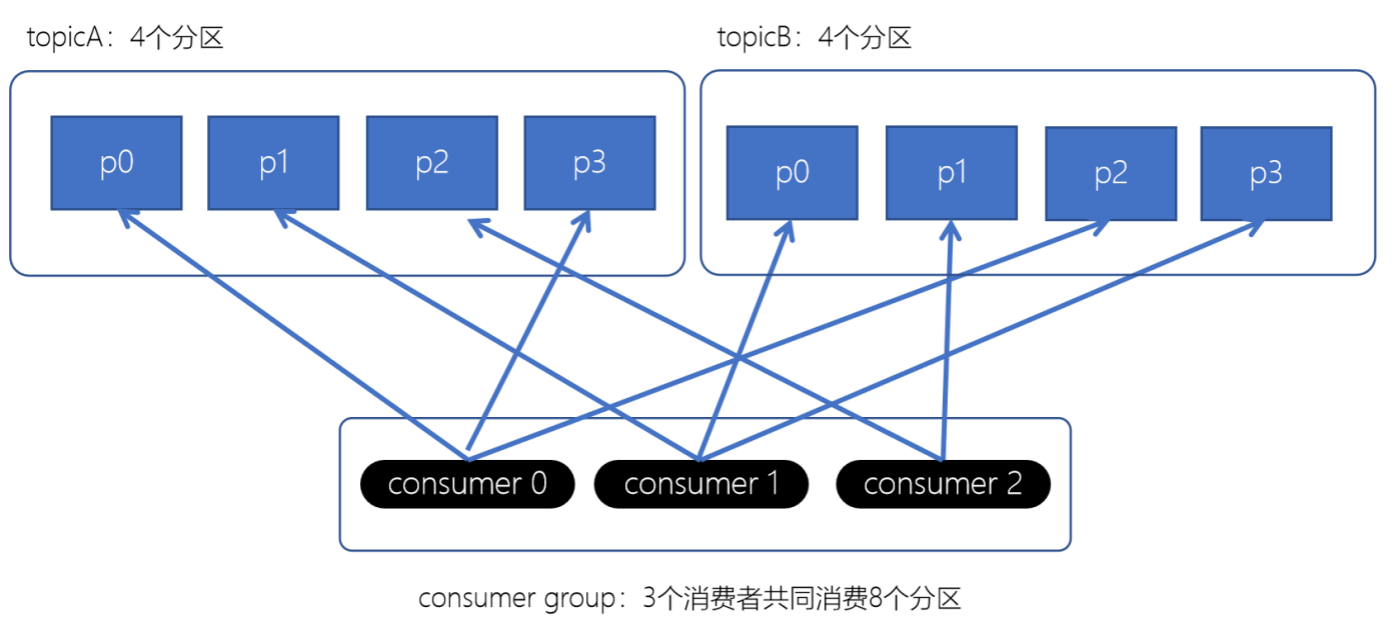 topicA：4个分区
topicB：4个分区
p0
p1
p2
p3
p0
p1
p2
p3
consumer 0
consumer 1
consumer 2
consumer group：3个消费者共同消费8个分区